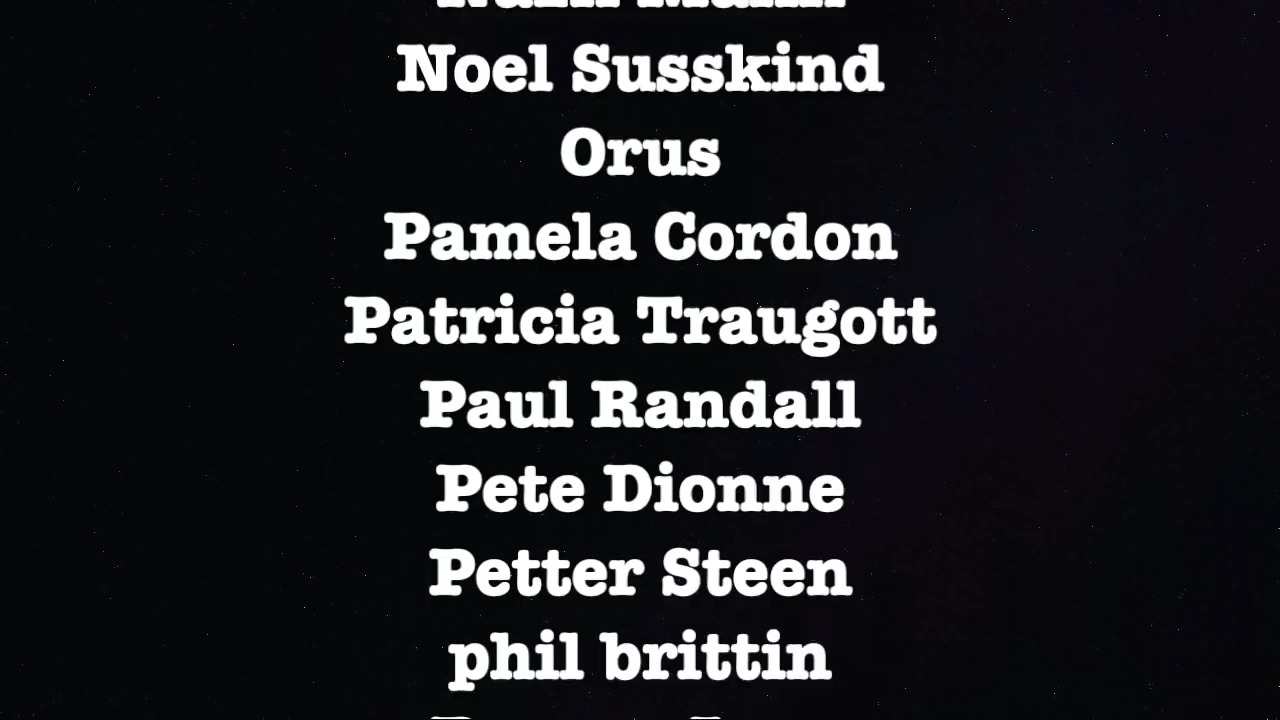 Noel Susskind
Orus
Pamela Cordon
Patricia Traugott
Paul Randall
Pete Dionne
Petter Steen
phil brittin